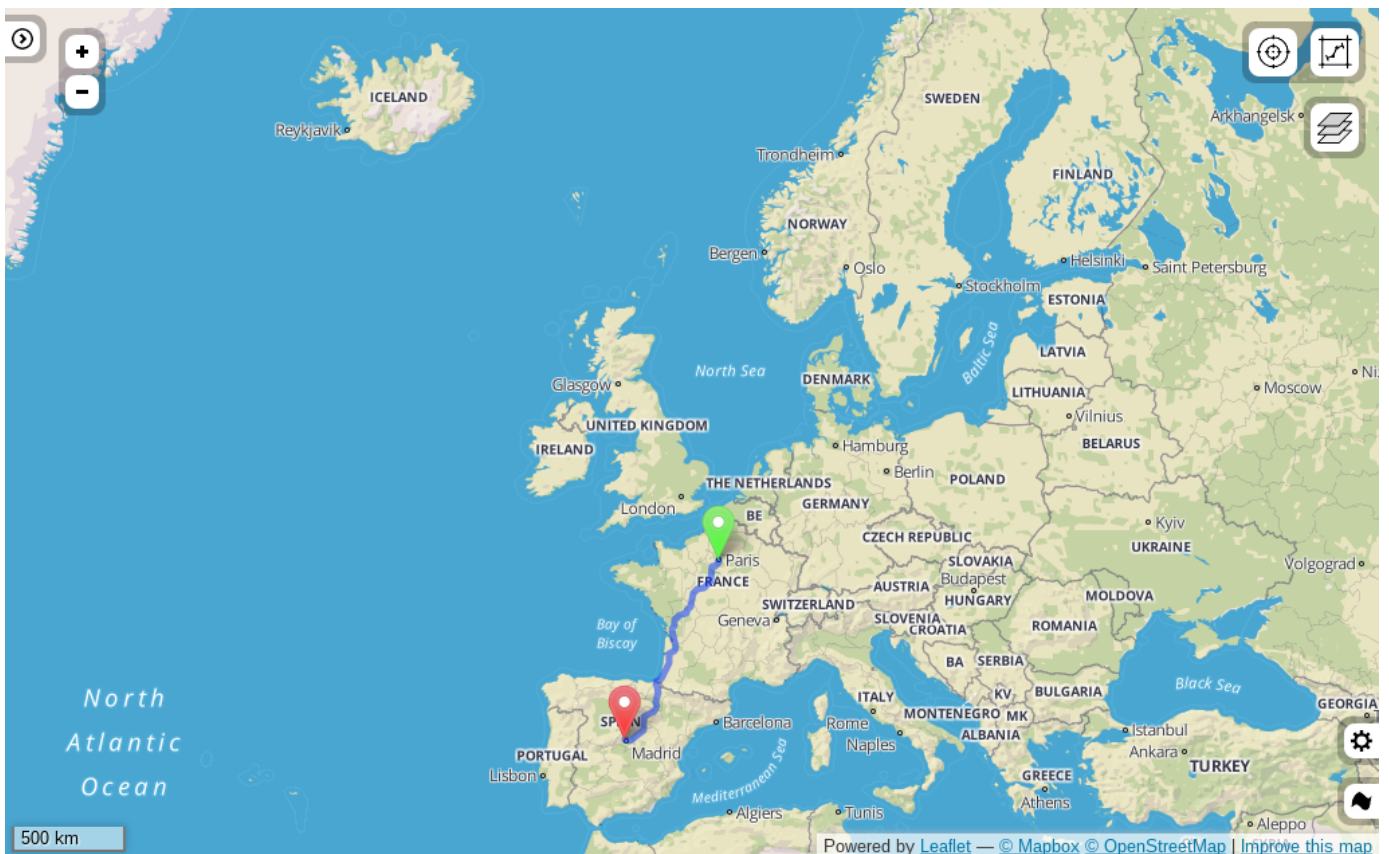 +
-
ICELAND
Reykjavik
SWEDEN
Arkhangelsk
Trondheim
FINLAND
NORWAY
Bergen
Oslo
Helsinki
Saint Petersburg
Stockholm
ESTONIA
Baltic Sea
LATVIA
North Sea
DENMARK
Glasgow
LITHUANIA
Moscow
Ni
Vilnius
UNITED KINGDOM
IRELAND
Hamburg
BELARUS
Berlin
THE NETHERLANDS
POLAND
London
BE
GERMANY
Kyiv
CZECH REPUBLIC
UKRAINE
Paris
SLOVAKIA
Volgograd
FRANCE
Budapest
AUSTRIA
HUNGARY
MOLDOVA
SWITZERLAND
Geneva
SLOVENIA
CROATIA
ROMANIA
Bay of
Biscay
BA
SERBIA
Black Sea
North
Atlantic
Ocean
ITALY
KV
BULGARIA
GEORGIA
SPAIN
Barcelona
Rome
MONTENEGRO
MK
Naples
ALBANIA
Istanbul
Madrid
Ankara
PORTUGAL
TURKEY
Lisbon
Mediterranean Sea
GREECE
Athens
Algiers
Tunis
Aleppo
500 km
Powered by Leaflet — © Mapbox © OpenStreetMap | Improve this map